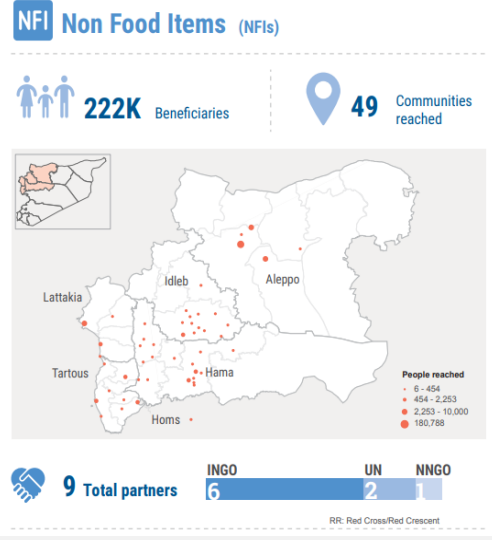 NFI Non Food Items (NFIs)
222K Beneficiaries
49 Communities
reached
Idleb
Aleppo
Lattakia
Tartous
Hama
Homs
People reached
6 - 454
454 - 2,253
2,253 - 10,000
180,788
9 Total partners
INGO UN NNGO
6 2 1
RR: Red Cross/Red Crescent